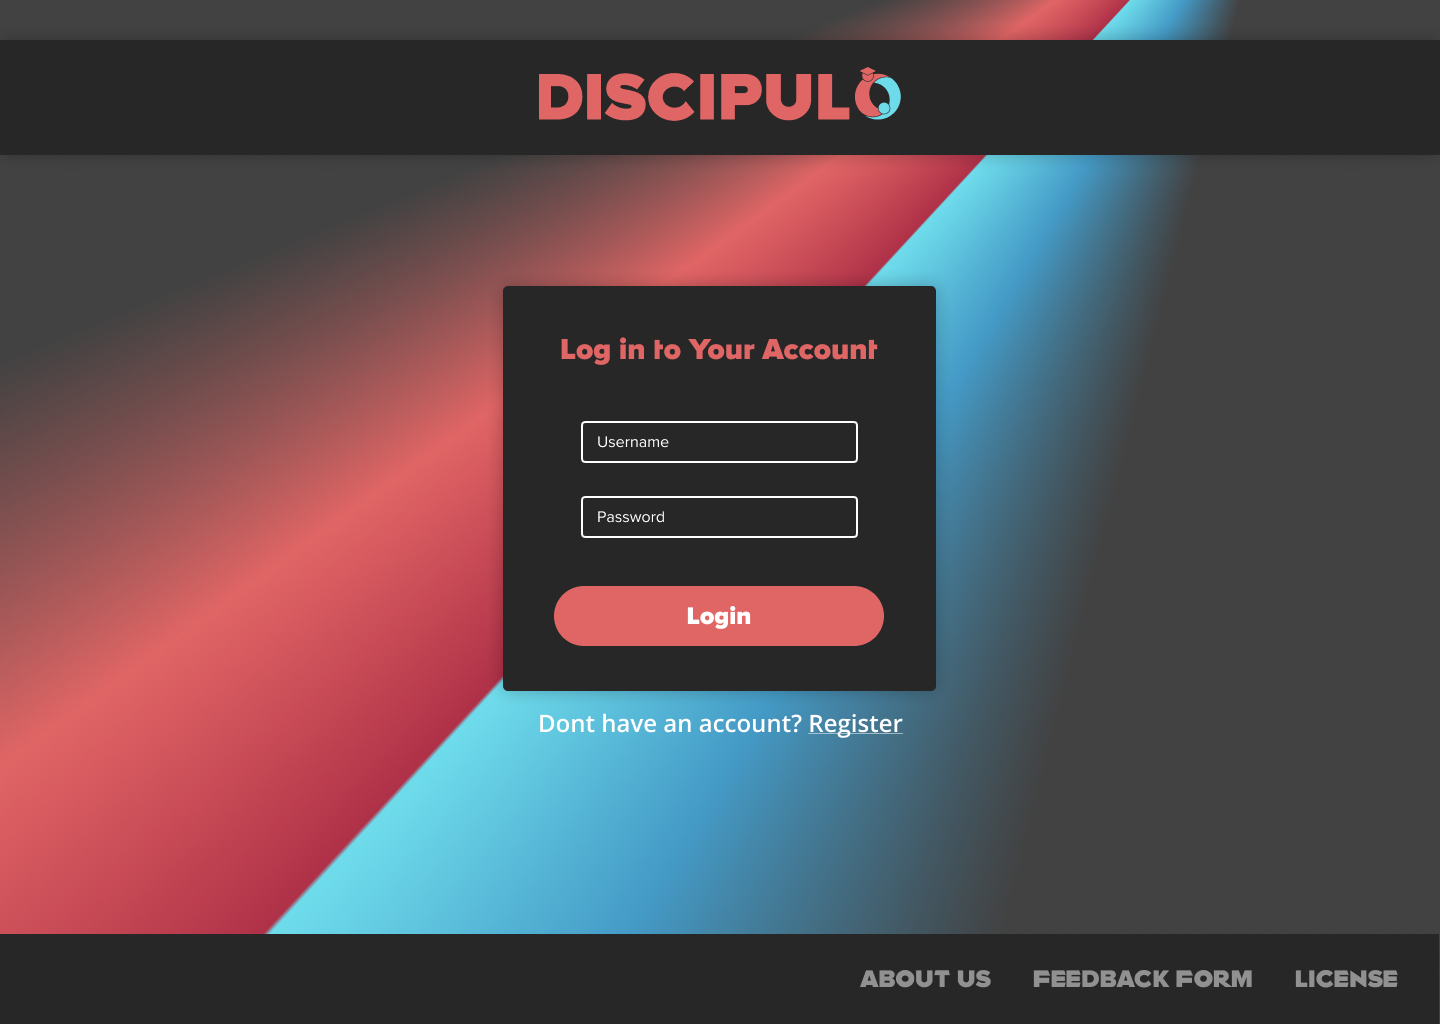 DISCIPULO
Log in to Your Account
Username
Password
Login
Dont have an account? Register
ABOUT US FEEDBACK FORM LICENSE